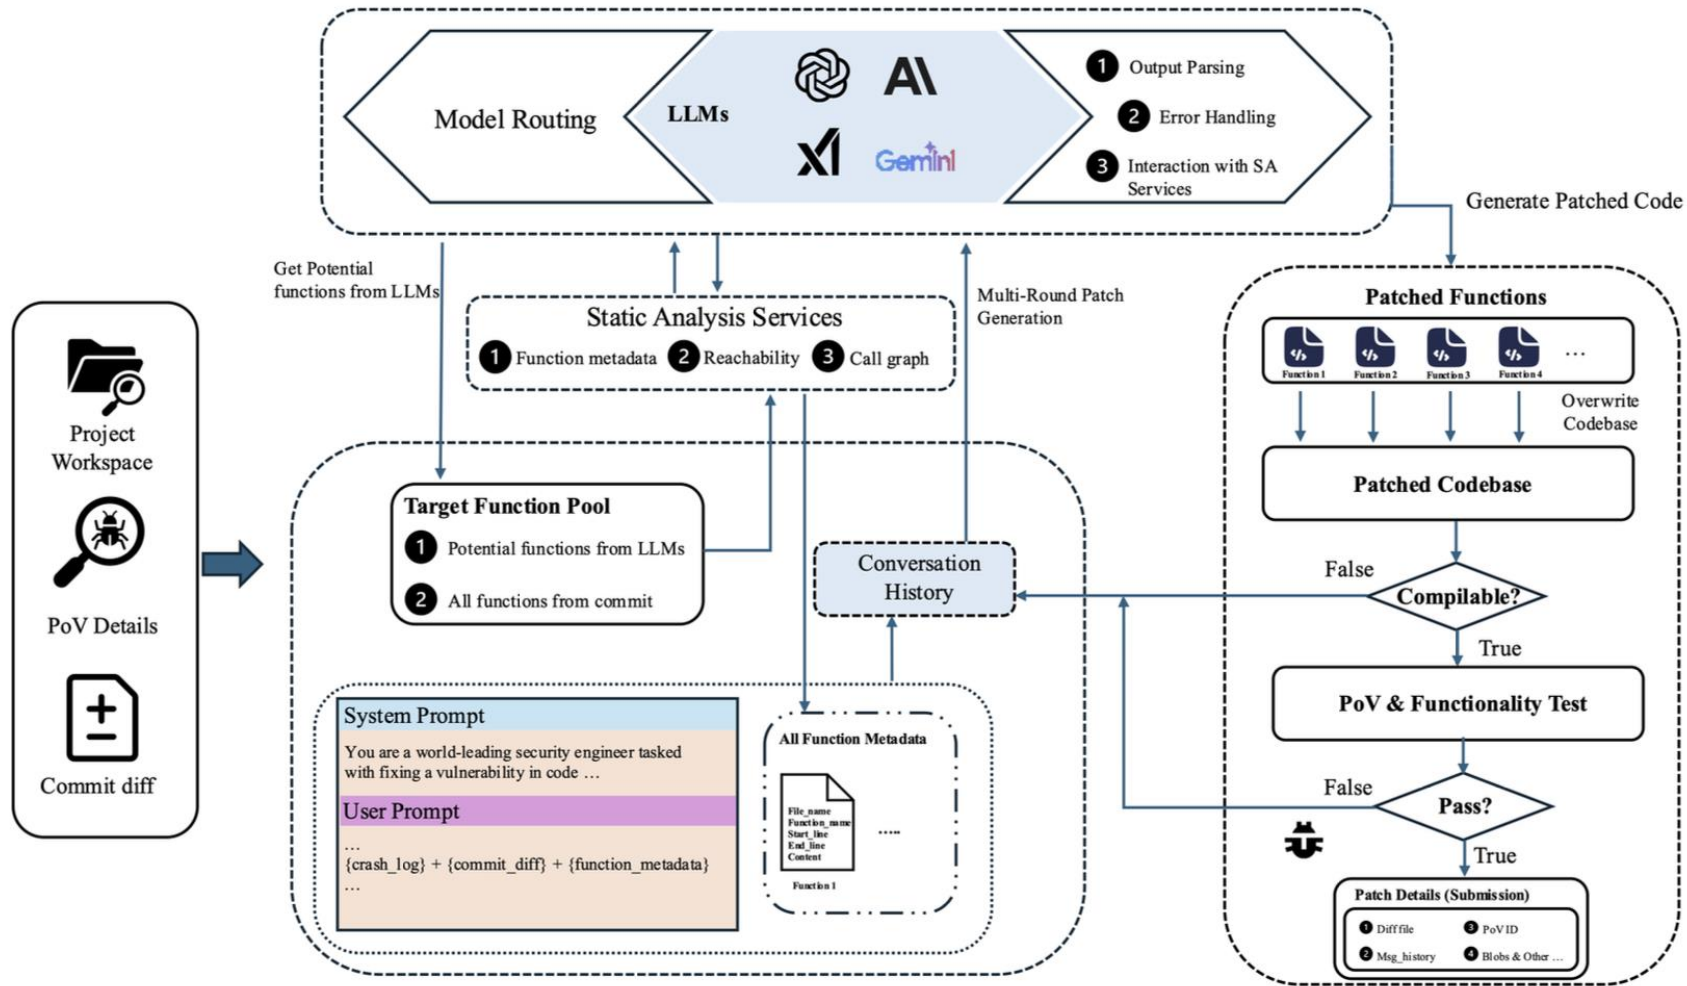 Model Routing
LLMs
Gemini
1 Output Parsing
2 Error Handling
3 Interaction with SA
Services
Generate Patched Code
Get Potential
functions from LLMs
Static Analysis Services
1 Function metadata 2 Reachability 3 Call graph
Multi-Round Patch
Generation
Project
Workspace
PoV Details
Commit diff
Target Function Pool
1 Potential functions from LLMs
2 All functions from commit
Conversation
History
System Prompt
You are a world-leading security engineer tasked
with fixing a vulnerability in code …
User Prompt
…
{crash_log} + {commit_diff} + {function_metadata}
…
All Function Metadata
File_name
Function_name
Start_line
End_line
Content
.....
Function 1
Patched Functions
Function 1 Function 2 Function 3 Function 4 …
Overwrite
Codebase
Patched Codebase
False
Compilable?
True
PoV & Functionality Test
False
Pass?
True
Patch Details (Submission)
1 Diff file 3 PoV ID
2 Msg_history 4 Blobs & Other …